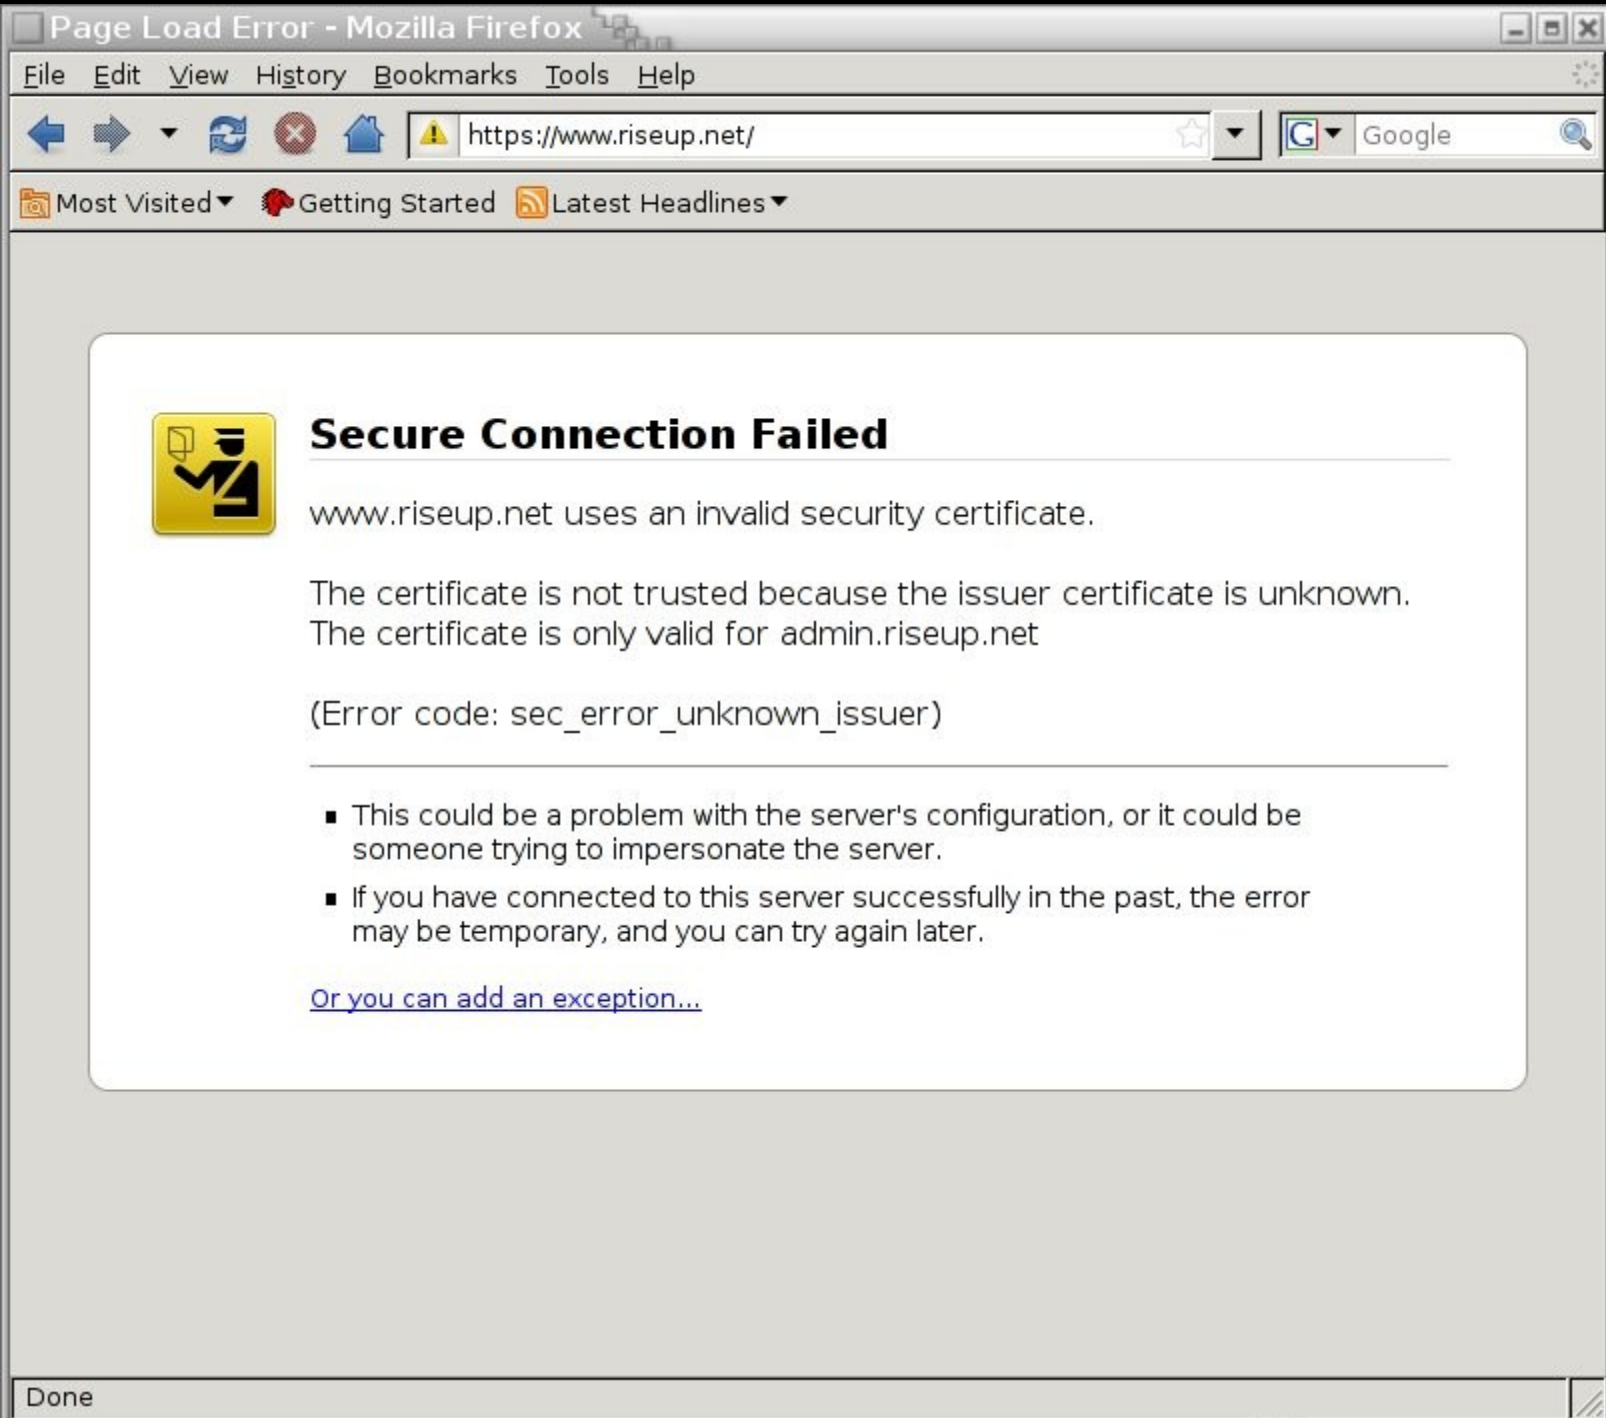 Page Load Error - Mozilla Firefox
File Edit View History Bookmarks Tools Help
https://www.riseup.net/ G Google
Most Visited Getting Started Latest Headlines
Secure Connection Failed
www.riseup.net uses an invalid security certificate.
The certificate is not trusted because the issuer certificate is unknown.
The certificate is only valid for admin.riseup.net
(Error code: sec_error_unknown_issuer)
This could be a problem with the server's configuration, or it could be
someone trying to impersonate the server.
If you have connected to this server successfully in the past, the error
may be temporary, and you can try again later.
Or you can add an exception...
Done